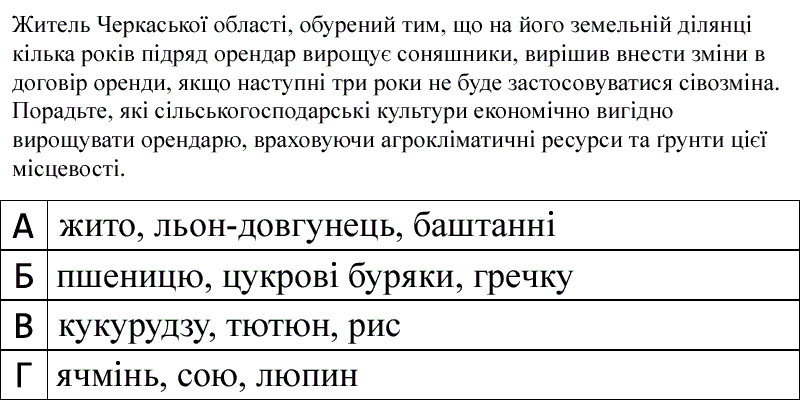 Житель Черкаської області, обурений тим, що на його земельній ділянці
кілька років підряд орендар вирощує соняшники, вирішив внести зміни в
договір оренди, якщо наступні три роки не буде застосовуватися сівозміна.
Порадьте, які сільськогосподарські культури економічно вигідно
вирощувати орендарю, враховуючи агрокліматичні ресурси та ґрунти цієї
місцевості.
А жито, льон-довгунець, баштанні
Б пшеницю, цукрові буряки, гречку
В кукурудзу, тютюн, рис
Г ячмінь, сою, люпин